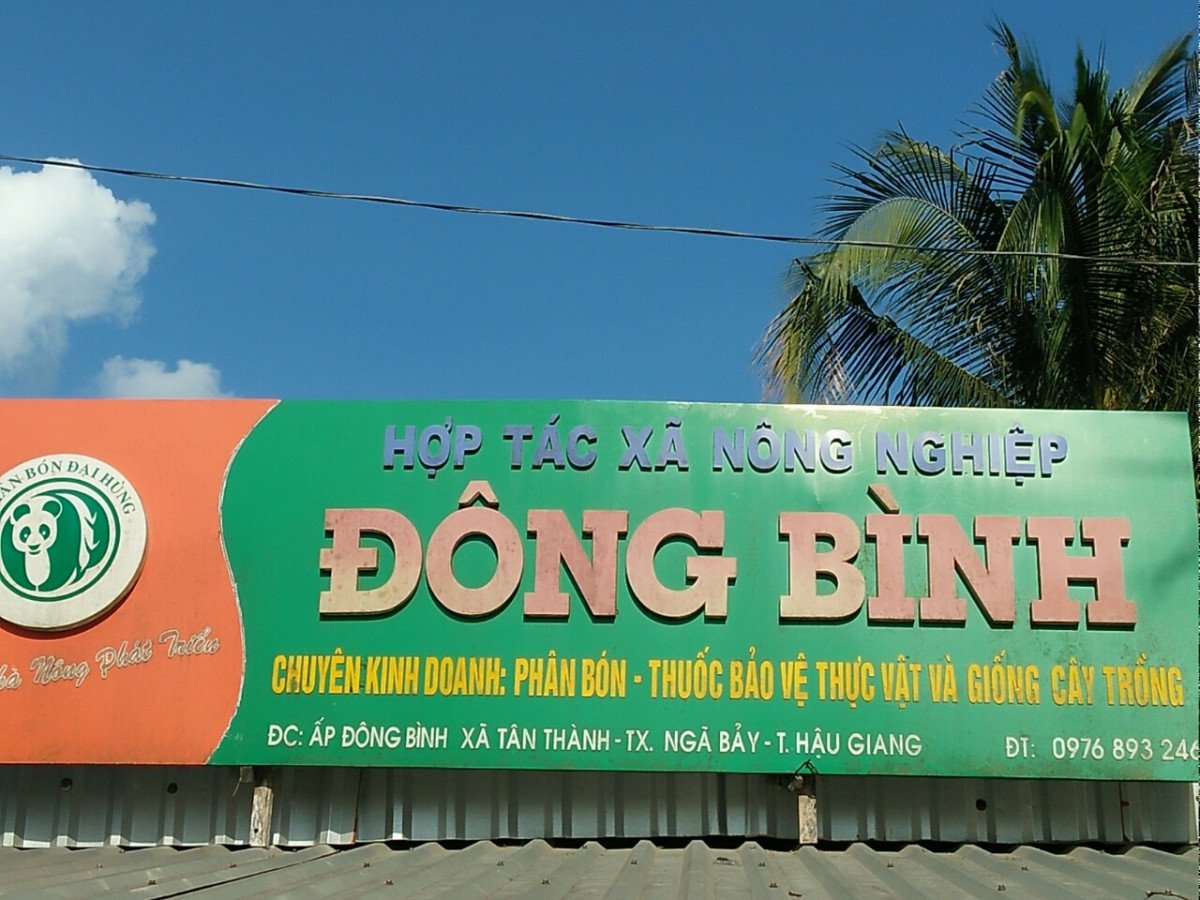 BÓN ĐẠI HÙNG
Nông Phát Triển
HỢP TÁC XÃ NÔNG NGHIỆP
ĐÔNG BÌNH
CHUYÊN KINH DOANH: PHÂN BÓN - THUỐC BẢO VỆ THỰC VẬT VÀ GIỐNG CÂY TRỒNG
ĐC: ẤP ĐÔNG BÌNH XÃ TÂN THÀNH - TX. NGÃ BẢY - T. HẬU GIANG ĐT: 0976 893 246